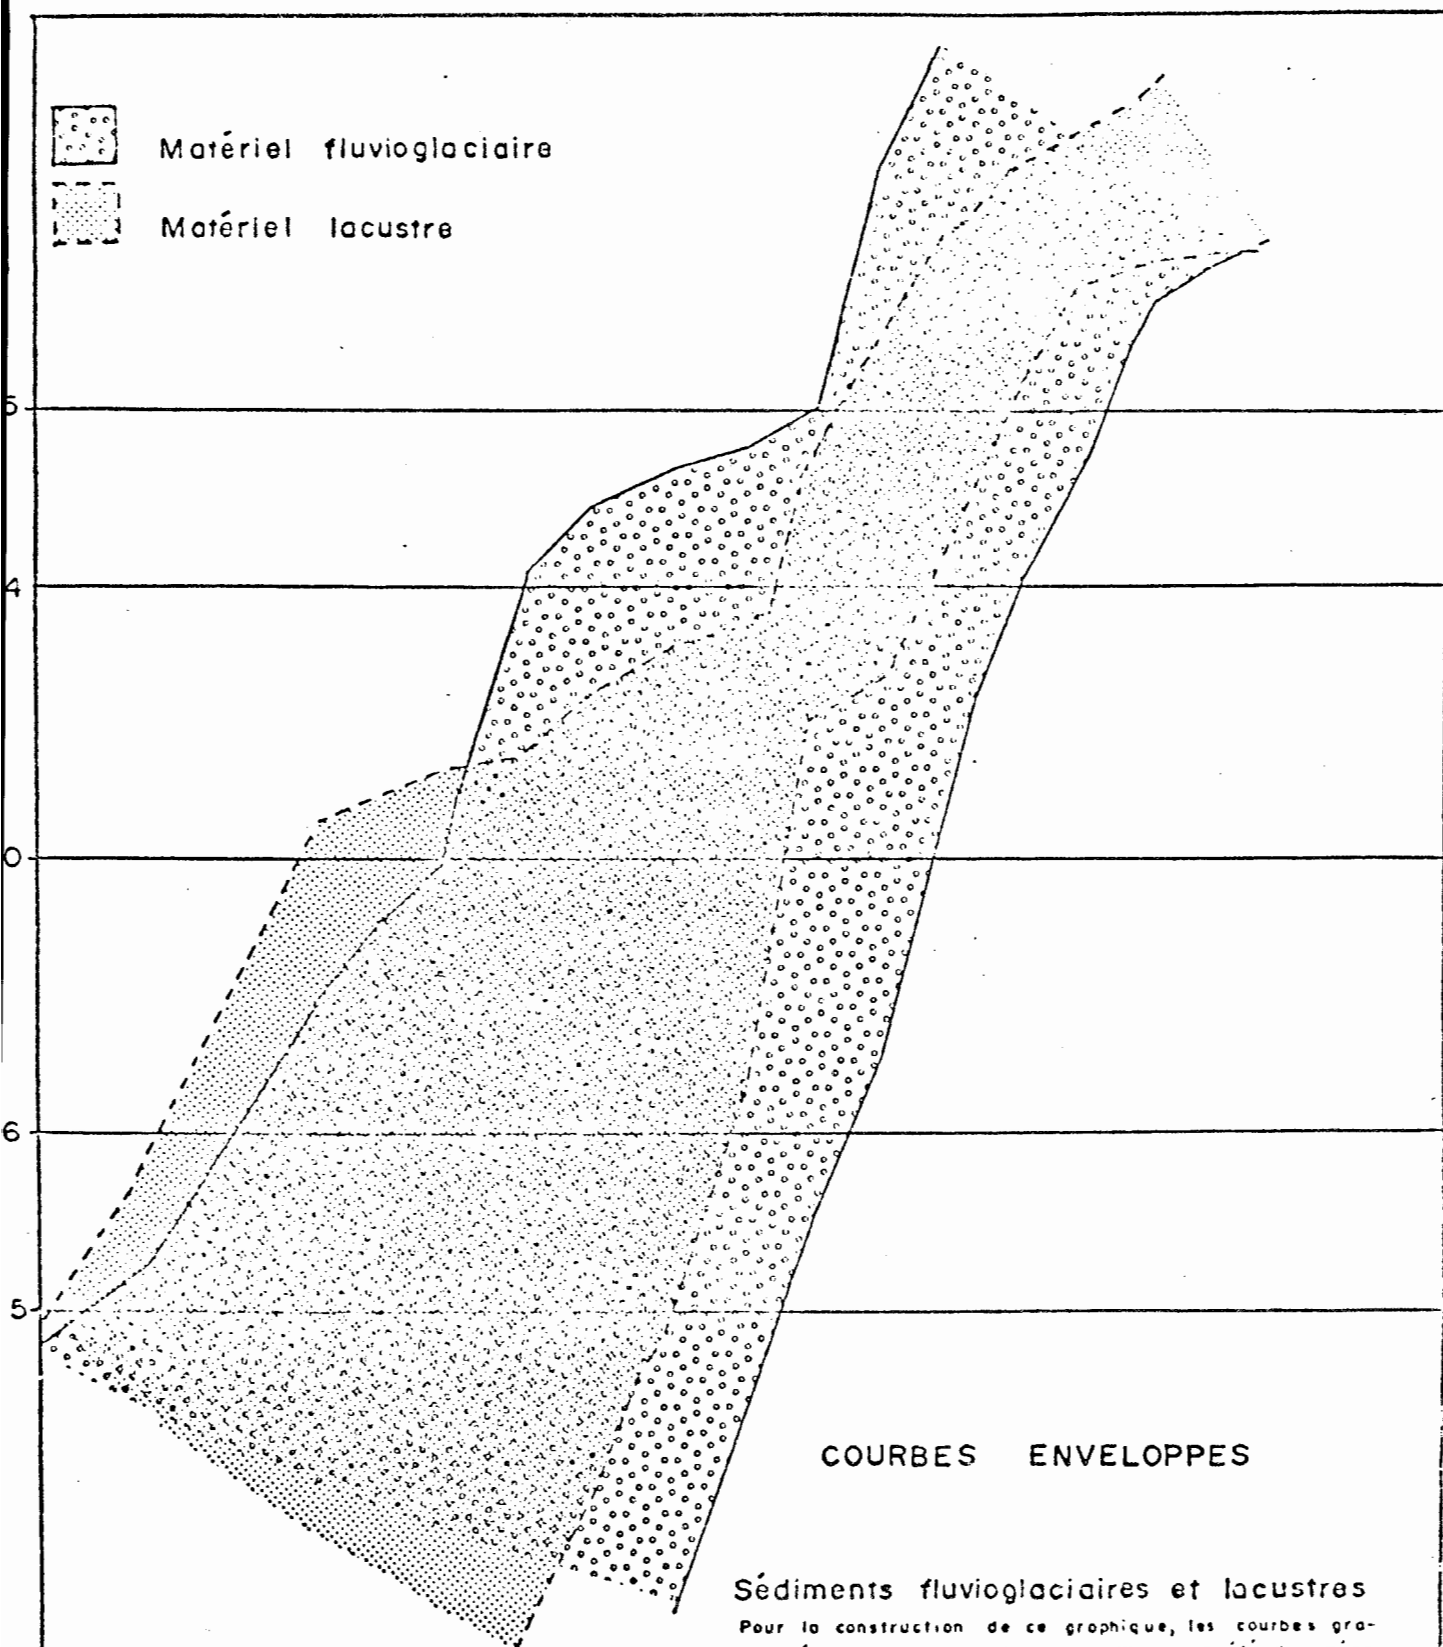 Matériel fluvioglaciaire
Matériel lacustre
5
4
0
6
5
COURBES ENVELOPPES
Sédiments fluvioglaciaires et lacustres
Pour la construction de ce graphique, les courbes gra-